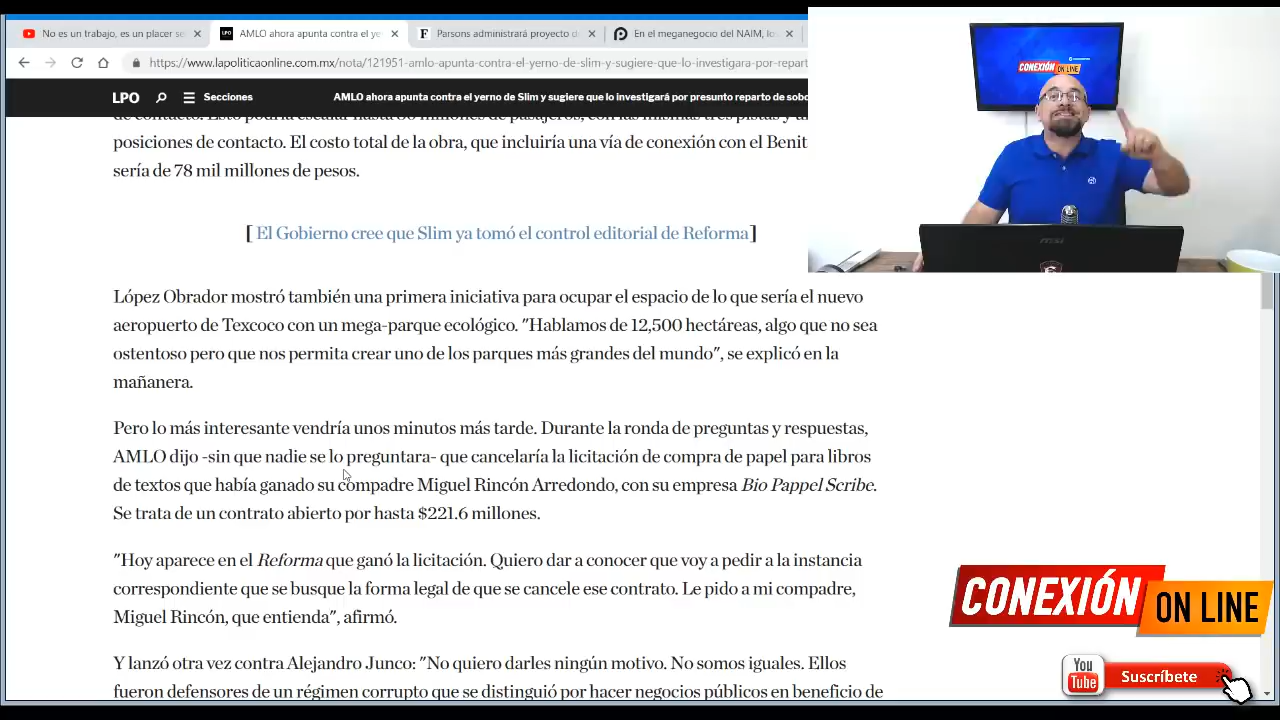 No es un trabajo, es un placer se
AMLO ahora apunta contra el ye
Parsons administrará proyecto d
En el meganegocio del NAIM, lo
https://www.lapoliticaonline.com.mx/nota/121951-amlo-apunta-contra-el-yerno-de-slim-y-sugiere-que-lo-investigara-por-repart
LPO
Secciones
AMLO ahora apunta contra el yerno de Slim y sugiere que lo investigará por presunto reparto de sobo
posiciones de contacto. El costo total de la obra, que incluiría una vía de conexión con el Benit
sería de 78 mil millones de pesos.
[ El Gobierno cree que Slim ya tomó el control editorial de Reforma]
López Obrador mostró también una primera iniciativa para ocupar el espacio de lo que sería el nuevo
aeropuerto de Texcoco con un mega-parque ecológico. "Hablamos de 12,500 hectáreas, algo que no sea
ostentoso pero que nos permita crear uno de los parques más grandes del mundo", se explicó en la
mañanera.
Pero lo más interesante vendría unos minutos más tarde. Durante la ronda de preguntas y respuestas,
AMLO dijo -sin que nadie se lo preguntara- que cancelaría la licitación de compra de papel para libros
de textos que había ganado su compadre Miguel Rincón Arredondo, con su empresa Bio Pappel Scribe.
Se trata de un contrato abierto por hasta $221.6 millones.
"Hoy aparece en el Reforma que ganó la licitación. Quiero dar a conocer que voy a pedir a la instancia
correspondiente que se busque la forma legal de que se cancele ese contrato. Le pido a mi compadre,
Miguel Rincón, que entienda", afirmó.
Y lanzó otra vez contra Alejandro Junco: "No quiero darles ningún motivo. No somos iguales. Ellos
fueron defensores de un régimen corrupto que se distinguió por hacer negocios públicos en beneficio de
CONEXIÓN
ON LINE
CONEXIÓN
ON LINE
You
Tube
Suscríbete